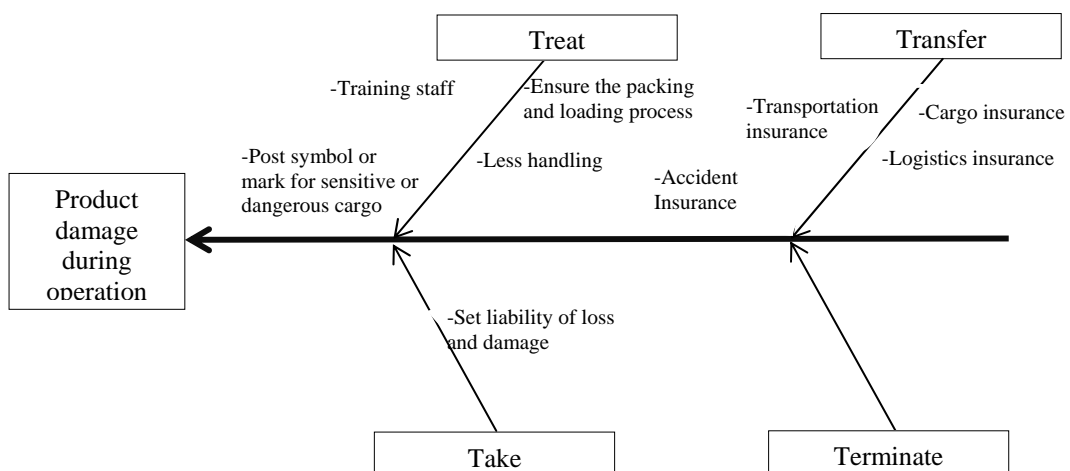 Treat
Transfer
-Training staff
-Ensure the packing
and loading process
-Transportation
insurance
-Cargo insurance
-Less handling
-Logistics insurance
-Post symbol or
mark for sensitive or
dangerous cargo
-Accident
Insurance
Product
damage
during
operation
-Set liability of loss
and damage
Take
Terminate